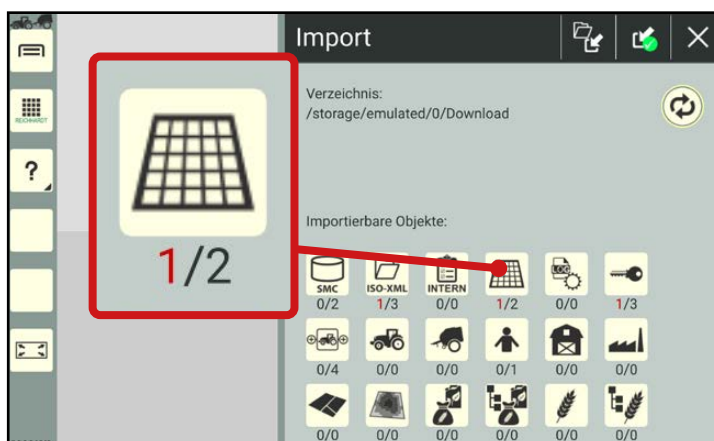 Import
Verzeichnis:
/storage/emulated/0/Download
REICHHARDT
?
1/2
Importierbare Objekte:
SMC ISO-XML INTERN LOG
0/2 1/3 0/0 1/2 0/0 1/3
0/4 0/0 0/0 0/1 0/0 0/0
0/0 0/0 0/0 0/0 0/0 0/0